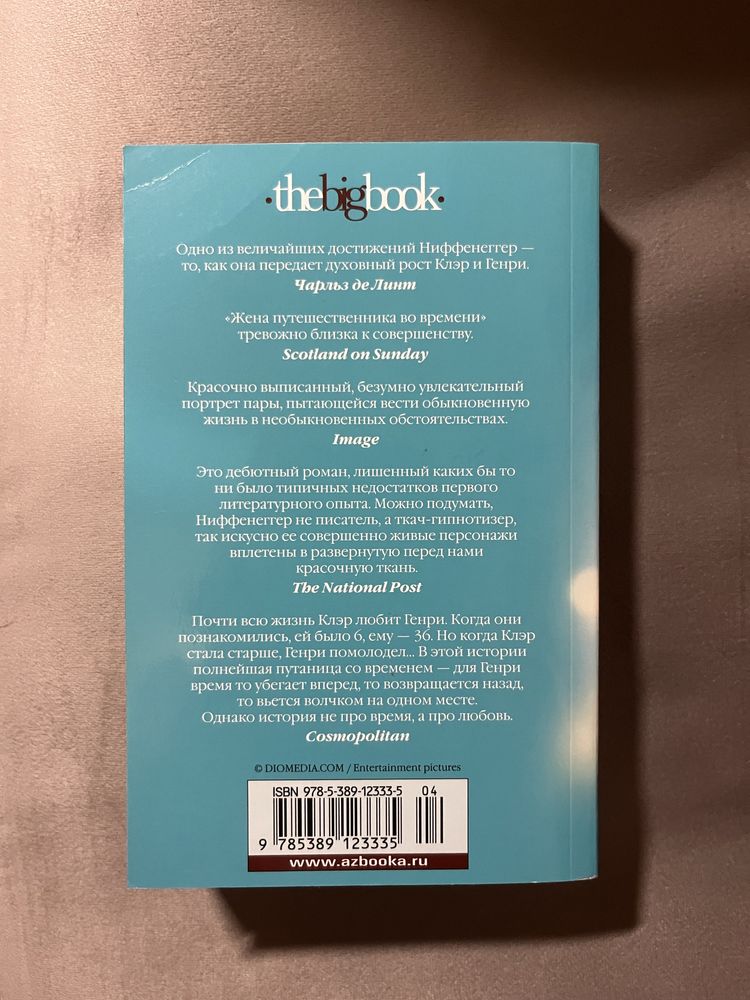 ·thebigbook·
Одно из величайших достижений Ниффенеггер —
то, как она передает духовный рост Клэр и Генри.
Чарльз де Линт
«Жена путешественника во времени»
тревожно близка к совершенству.
Scotland on Sunday
Красочно выписанный, безумно увлекательный
портрет пары, пытающейся вести обыкновенную
жизнь в необыкновенных обстоятельствах.
Image
Это дебютный роман, лишенный каких бы то
ни было типичных недостатков первого
литературного опыта. Можно подумать,
Ниффенеггер не писатель, а ткач-гипнотизер,
так искусно ее совершенно живые персонажи
вплетены в развернутую перед нами
красочную ткань.
The National Post
Почти всю жизнь Клэр любит Генри. Когда они
познакомились, ей было 6, ему — 36. Но когда Клэр
стала старше, Генри помолодел... В этой истории
полнейшая путаница со временем — для Генри
время то убегает вперед, то возвращается назад,
то вьется волчком на одном месте.
Однако история не про время, а про любовь.
Cosmopolitan
© DIOMEDIA.COM / Entertainment pictures
ISBN 978-5-389-12333-5 04
9 785389 123335
www.azbooka.ru